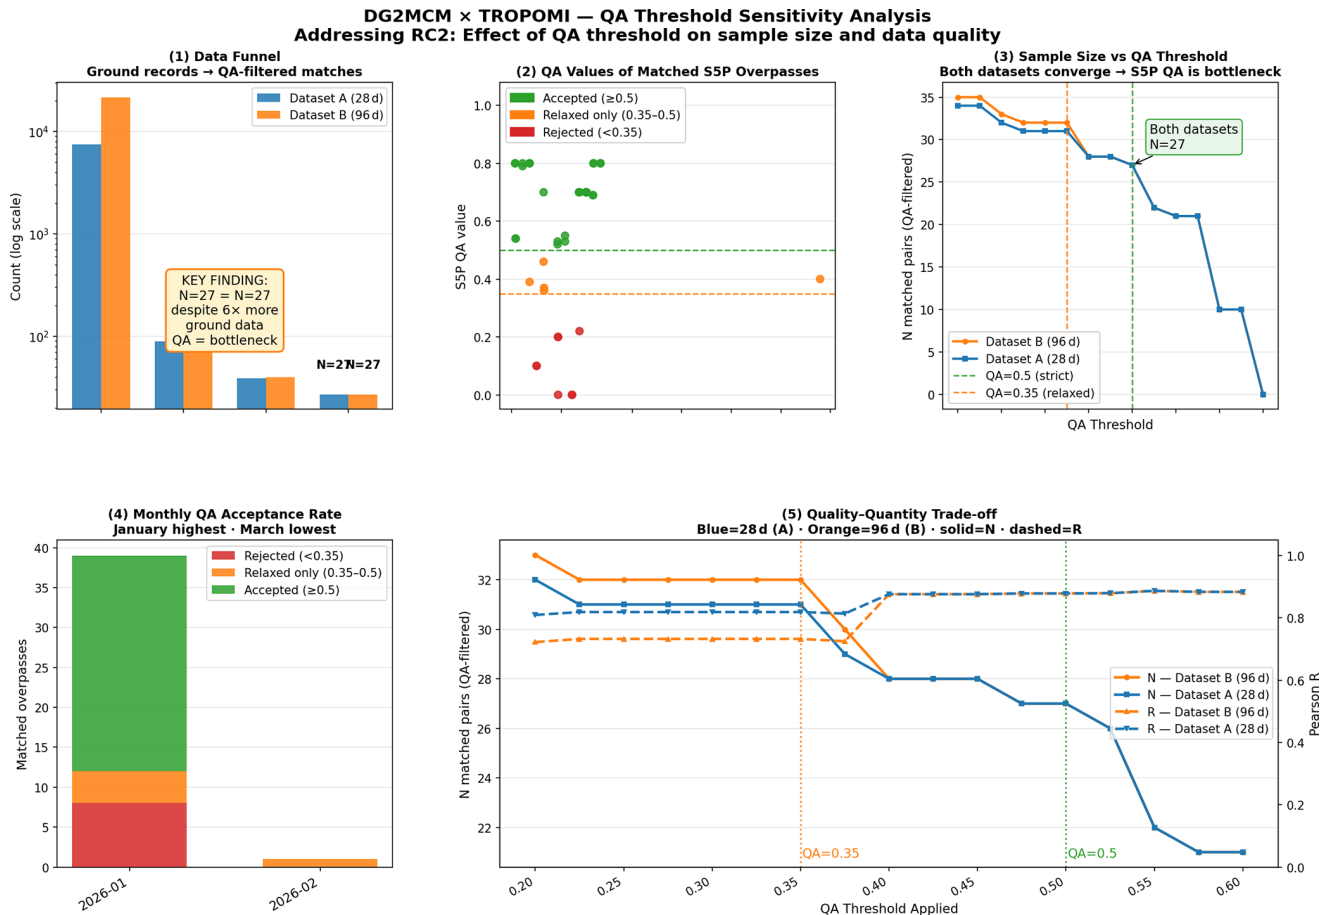 DG2MCM × TROPOMI — QA Threshold Sensitivity Analysis
Addressing RC2: Effect of QA threshold on sample size and data quality
(1) Data Funnel
Ground records → QA-filtered matches
Count (log scale)
10⁴
10³
10²
Dataset A (28 d)
Dataset B (96 d)
KEY FINDING:
N=27 = N=27
despite 6× more
ground data
QA = bottleneck
N=27
N=27
(2) QA Values of Matched S5P Overpasses
S5P QA value
1.0
0.8
0.6
0.4
0.2
0.0
Accepted (≥0.5)
Relaxed only (0.35–0.5)
Rejected (<0.35)
(3) Sample Size vs QA Threshold
Both datasets converge → S5P QA is bottleneck
N matched pairs (QA-filtered)
35
30
25
20
15
10
5
0
Both datasets
N=27
Dataset B (96 d)
Dataset A (28 d)
QA=0.5 (strict)
QA=0.35 (relaxed)
QA Threshold
(4) Monthly QA Acceptance Rate
January highest · March lowest
Matched overpasses
40
35
30
25
20
15
10
5
0
Rejected (<0.35)
Relaxed only (0.35–0.5)
Accepted (≥0.5)
2026-01
2026-02
(5) Quality–Quantity Trade-off
Blue=28 d (A) · Orange=96 d (B) · solid=N · dashed=R
N matched pairs (QA-filtered)
32
30
28
26
24
22
1.0
0.8
0.6
0.4
0.2
0.0
Pearson R
N — Dataset B (96 d)
N — Dataset A (28 d)
R — Dataset B (96 d)
R — Dataset A (28 d)
QA=0.35
QA=0.5
0.20
0.25
0.30
0.35
0.40
0.45
0.50
0.55
0.60
QA Threshold Applied